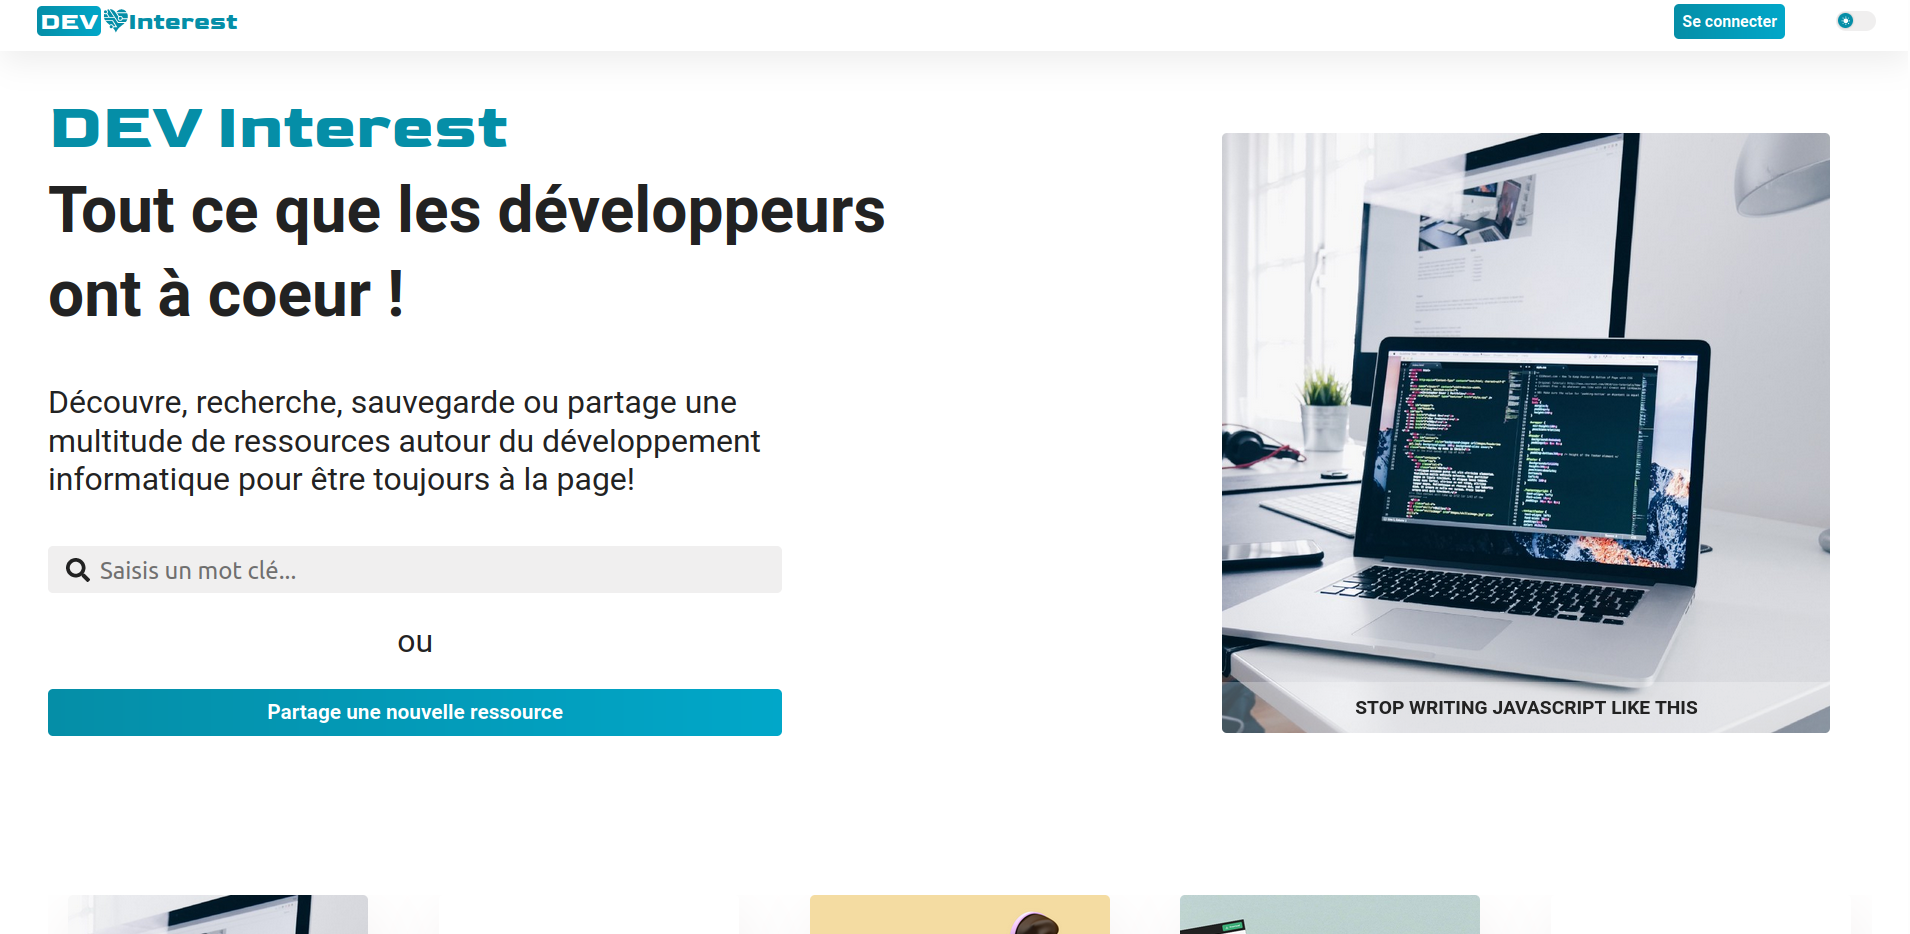 DEV Interest
Se connecter
DEV Interest
Tout ce que les développeurs
ont à coeur !
Découvre, recherche, sauvegarde ou partage une
multitude de ressources autour du développement
informatique pour être toujours à la page!
Saisis un mot clé...
ou
Partage une nouvelle ressource
STOP WRITING JAVASCRIPT LIKE THIS